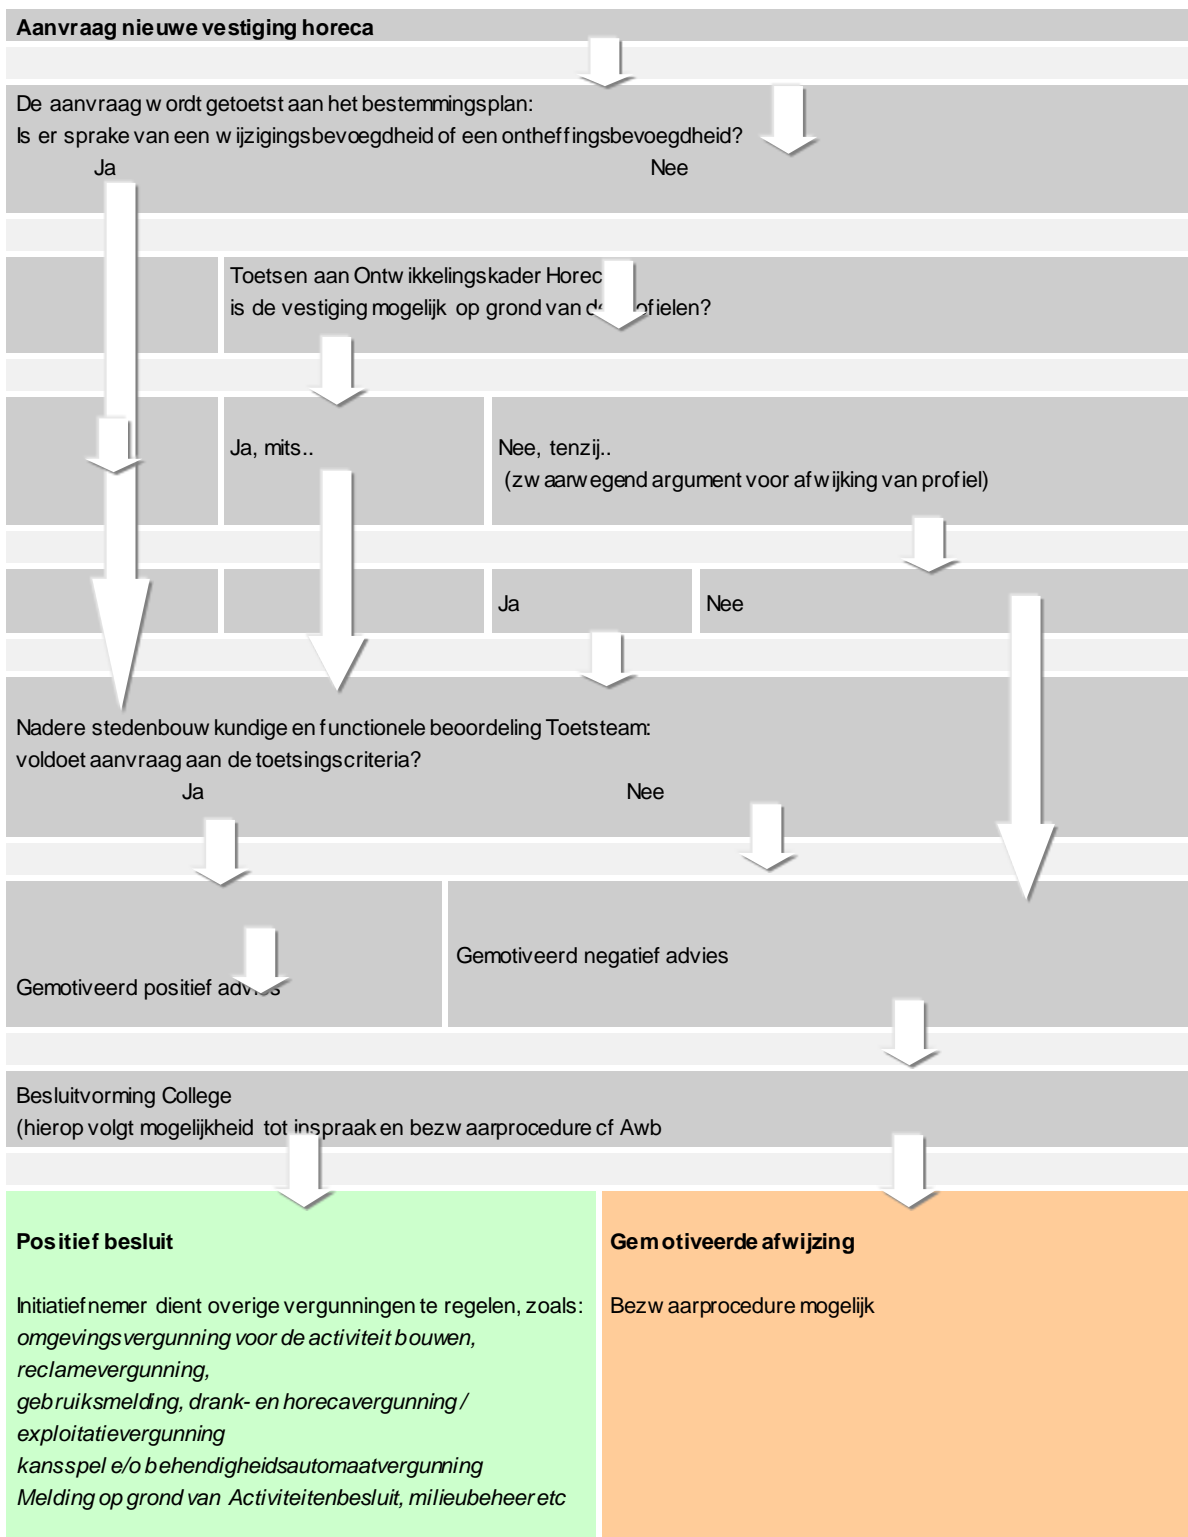 Aanvraag nieuwe vestiging horeca
De aanvraag wordt getoetst aan het bestemmingsplan:
Is er sprake van een wijzigingsbevoegdheid of een ontheffingsbevoegdheid?
Ja Nee
Toetsen aan Ontwikkelingskader Horec
is de vestiging mogelijk op grond van de ofielen?
Ja, mits.. Nee, tenzij..
(zwaarwegend argument voor afwijking van profiel)
Ja Nee
Nadere stedenbouwkundige en functionele beoordeling Toetsteam:
voldoet aanvraag aan de toetsingscriteria?
Ja Nee
Gemotiveerd negatief advies
Gemotiveerd positief advies
Besluitvorming College
(hierop volgt mogelijkheid tot inspraak en bezwaarprocedure cf Awb
Positief besluit
Initiatiefnemer dient overige vergunningen te regelen, zoals:
omgevingsvergunning voor de activiteit bouwen,
reclamevergunning,
gebruiksmelding, drank- en horecavergunning /
exploitatievergunning
kansspel e/o behendigheidsautomaatvergunning
Melding op grond van Activiteitenbesluit, milieubeheer etc
Gemotiveerde afwijzing
Bezwaarprocedure mogelijk